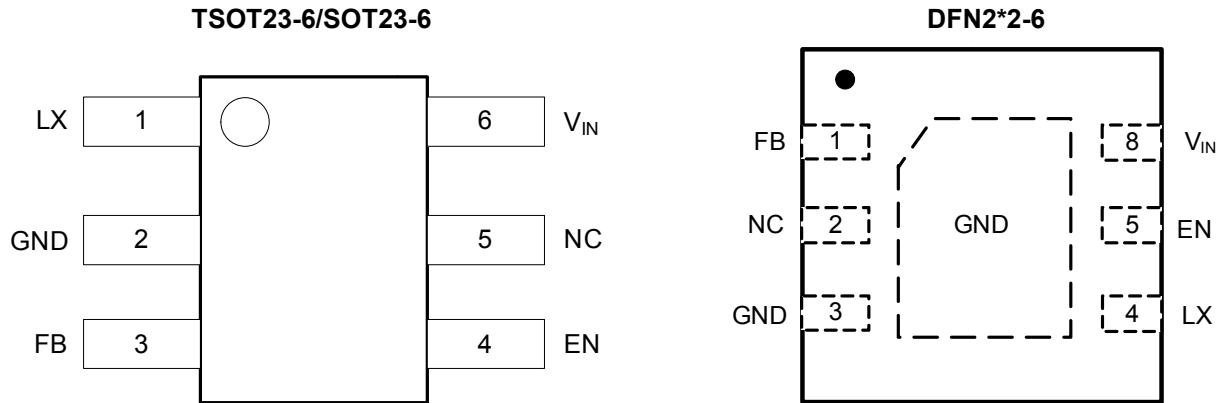 TSOT23-6/SOT23-6
LX 1 6 VIN
GND 2 5 NC
FB 3 4 EN
DFN2*2-6
FB 1 8 VIN
NC 2 GND 5 EN
GND 3 4 LX